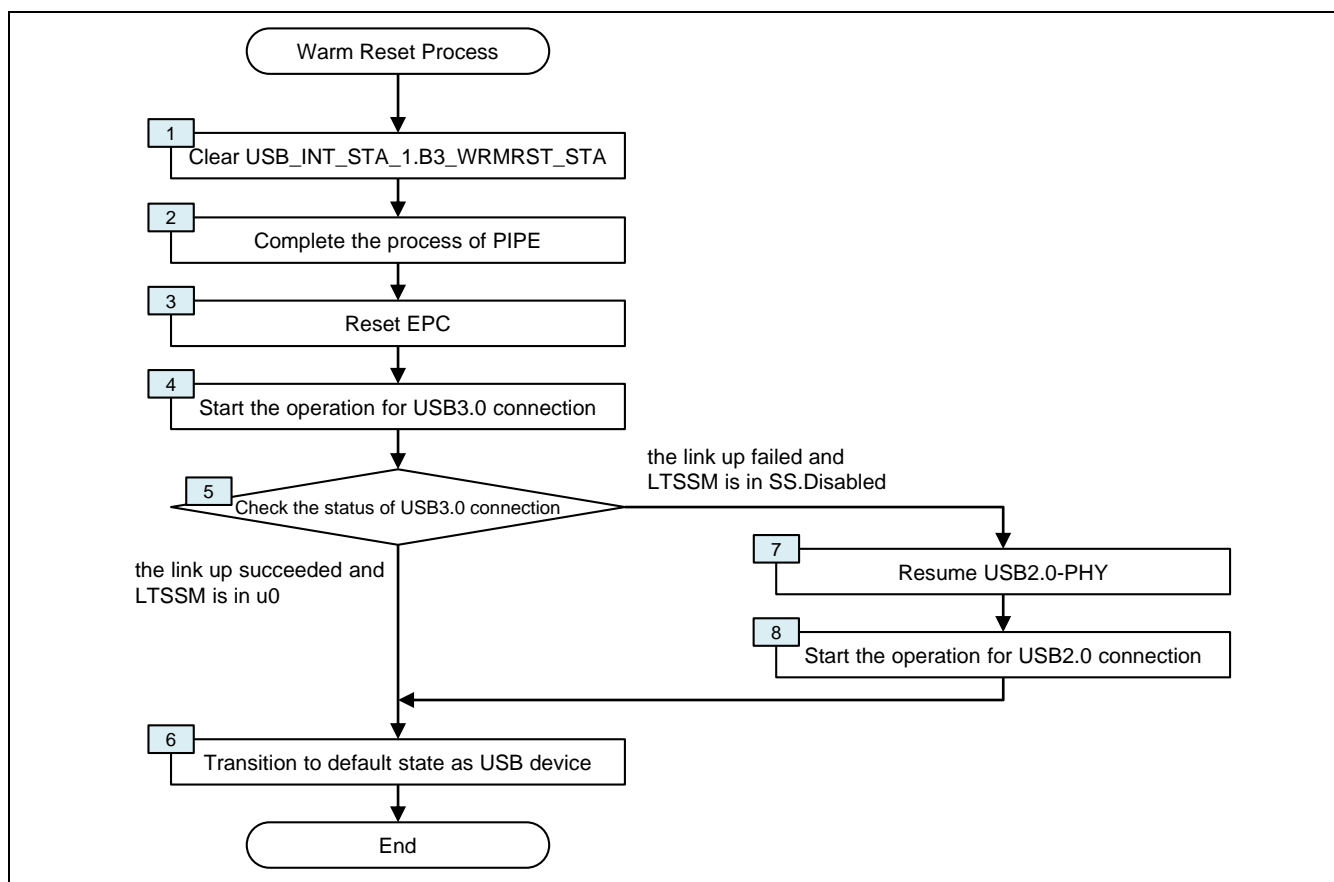 Warm Reset Process
1
Clear USB_INT_STA_1.B3_WRMRST_STA
2
Complete the process of PIPE
3
Reset EPC
4
Start the operation for USB3.0 connection
the link up failed and
LTSSM is in SS.Disabled
5
Check the status of USB3.0 connection
the link up succeeded and
LTSSM is in u0
7
Resume USB2.0-PHY
8
Start the operation for USB2.0 connection
6
Transition to default state as USB device
End